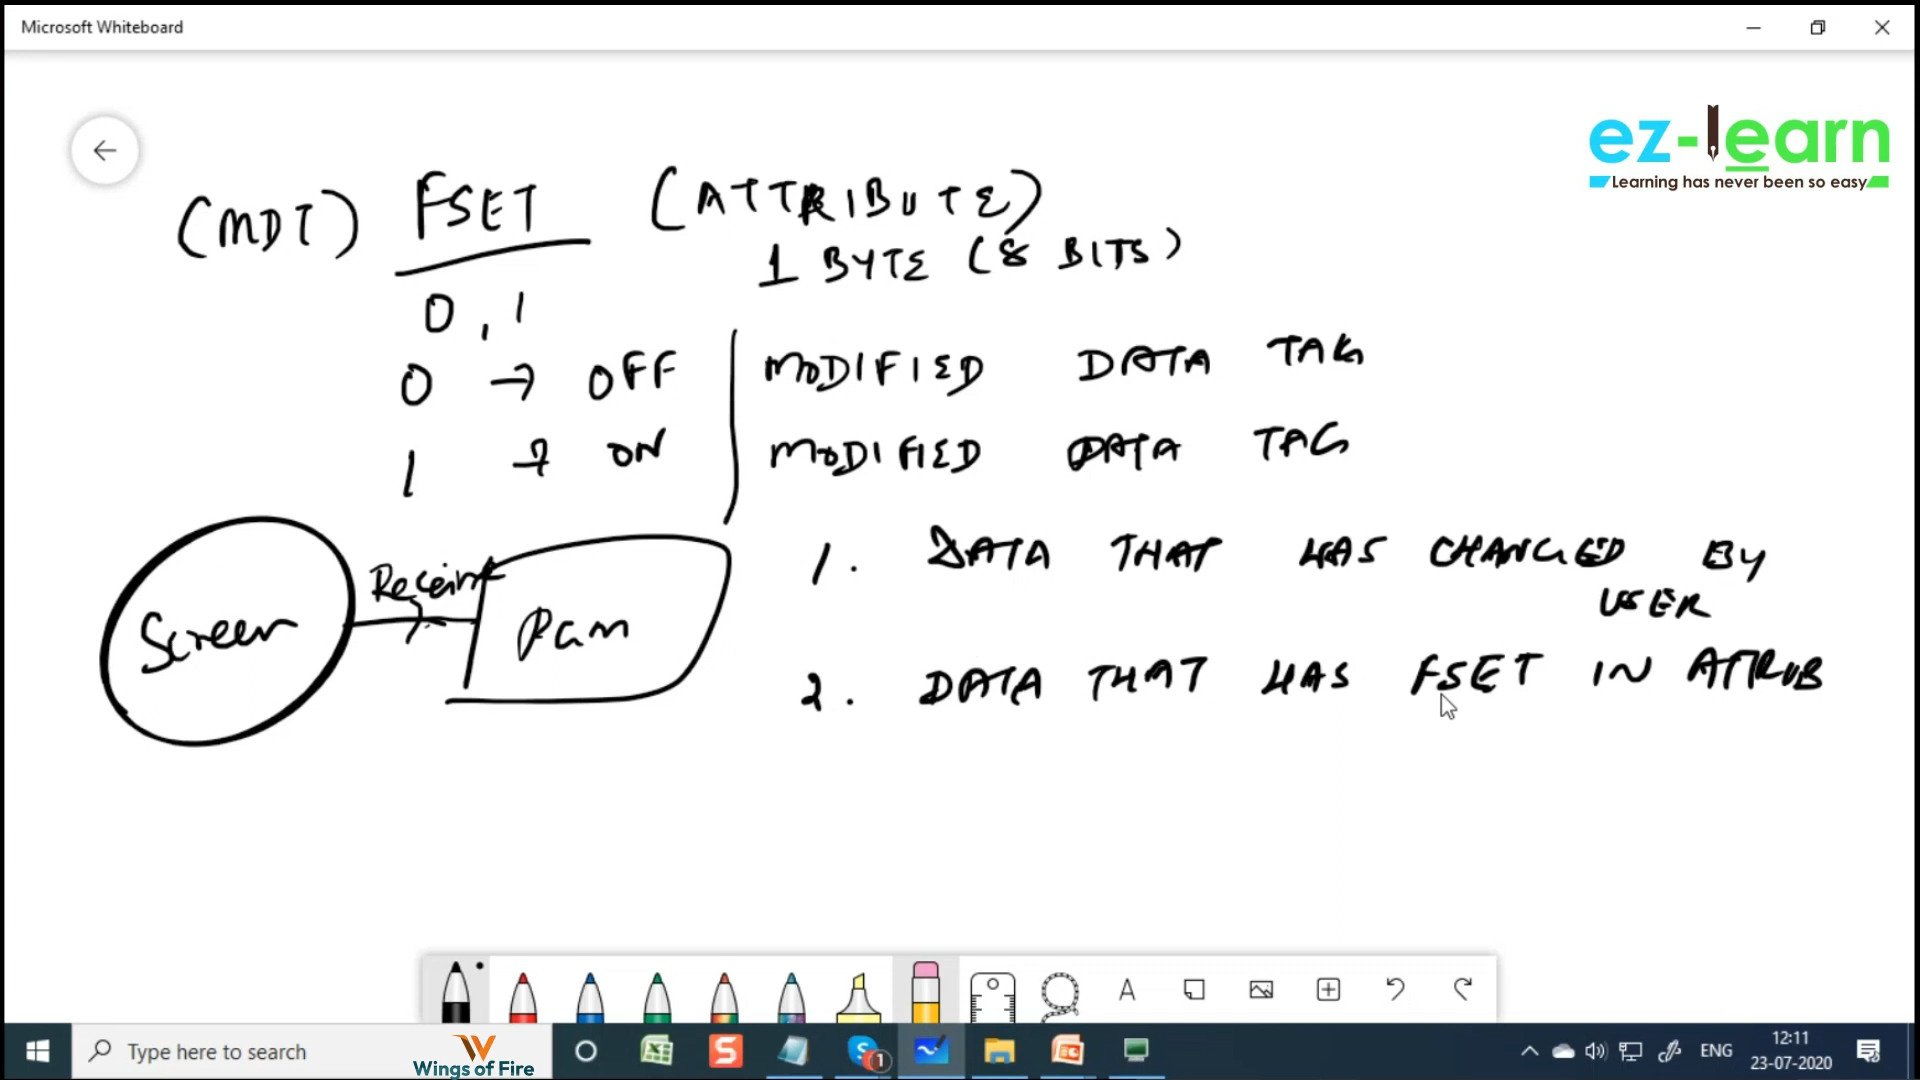 Microsoft Whiteboard
ez-learn
Learning has never been so easy
(MDT) FSET (ATTRIBUTE)
1 BYTE (8 BITS)
0, 1
0 → OFF MODIFIED DATA TAG
1 → ON MODIFIED DATA TAG
1. DATA THAT HAS CHANGED BY
USER
Receive
Screen Pgm
2. DATA THAT HAS FSET IN ATTRUB
A
Type here to search
Wings of Fire
1
ENG
12:11
23-07-2020